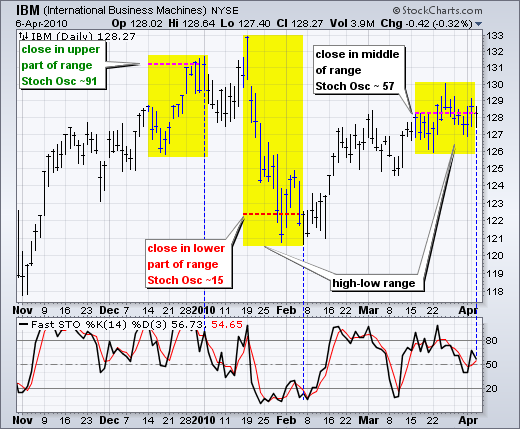 IBM (International Business Machines) NYSE
© StockCharts.com
6-Apr-2010 Op 128.02 Hi 128.64 Lo 127.40 Cl 128.27 Vol 3.9M Chg -0.42 (-0.32%)
IBM (Daily) 128.27
close in upper
part of range
Stoch Osc ~91
close in middle
of range
Stoch Osc ~ 57
close in lower
part of range
Stoch Osc ~15
high-low range
133
132
131
130
129
128
127
126
125
124
123
122
121
120
119
118
Nov 9 16 23 Dec 7 14 21 28 2010 11 19 25 Feb 8 16 22 Mar 8 15 22 Apr
Fast STO %K(14) %D(3) 56.73, 54.65
80
50
20
Nov 9 16 23 Dec 7 14 21 28 2010 11 19 25 Feb 8 16 22 Mar 8 15 22 Apr